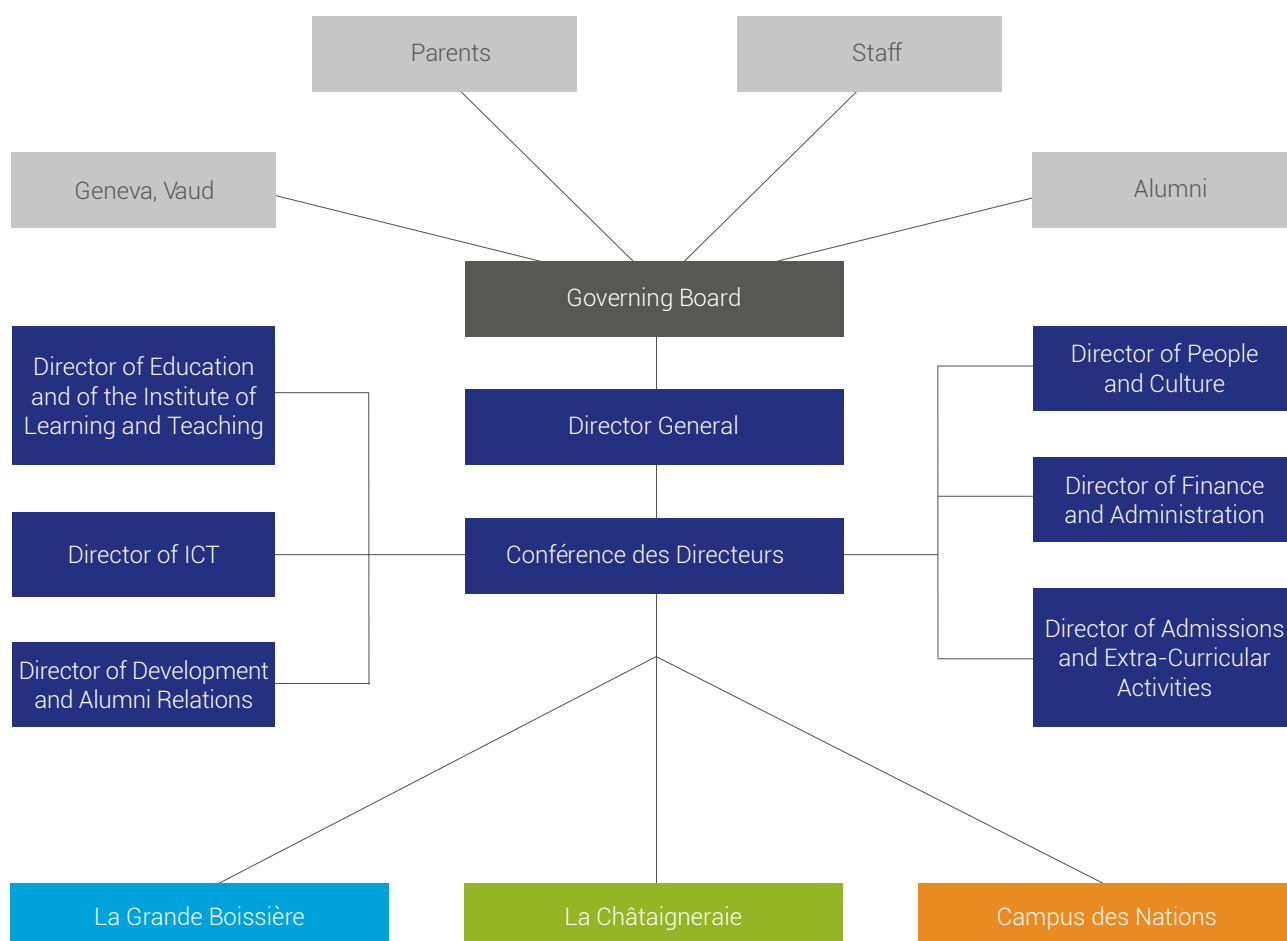 Parents
Staff
Geneva, Vaud
Alumni
Governing Board
Director of Education
and of the Institute of
Learning and Teaching
Director General
Director of People
and Culture
Director of Finance
and Administration
Director of ICT
Conférence des Directeurs
Director of Admissions
and Extra-Curricular
Activities
Director of Development
and Alumni Relations
La Grande Boissière
La Châtaigneraie
Campus des Nations